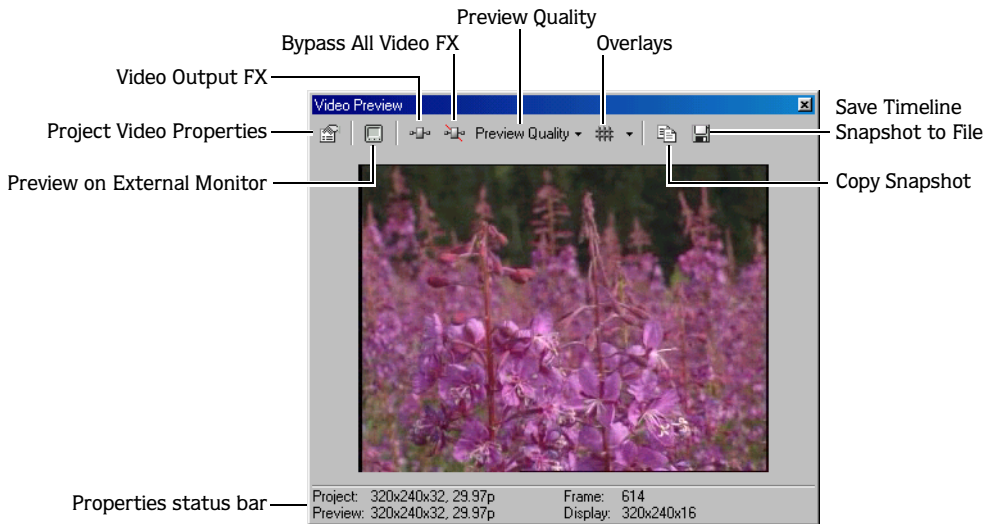 Preview Quality
Bypass All Video FX
Overlays
Video Output FX
Video Preview
Save Timeline
Snapshot to File
Project Video Properties
Preview Quality
Preview on External Monitor
Copy Snapshot
Properties status bar
Project: 320x240x32, 29.97p Frame: 614
Preview: 320x240x32, 29.97p Display: 320x240x16